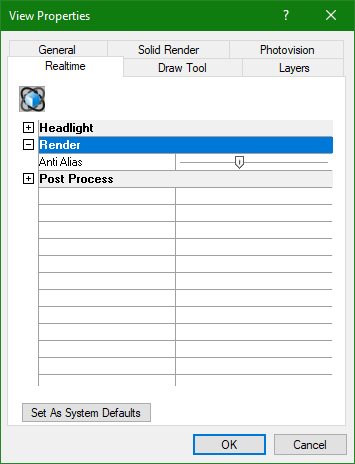 View Properties
?
General Solid Render Photovision
Realtime Draw Tool Layers
Headlight
Render
Anti Alias
Post Process
Set As System Defaults
OK Cancel